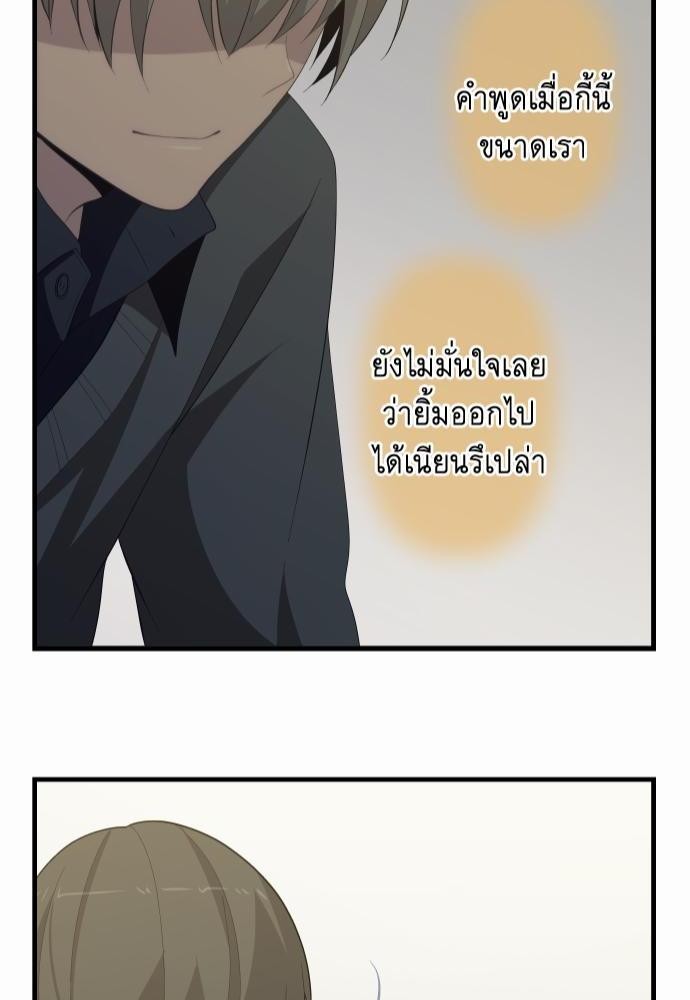 คำพูดเมื่อกี้นี้
ขนาดเรา
ยังไม่มั่นใจเลย
ว่ายิ้มออกไป
ได้เนียนรึเปล่า